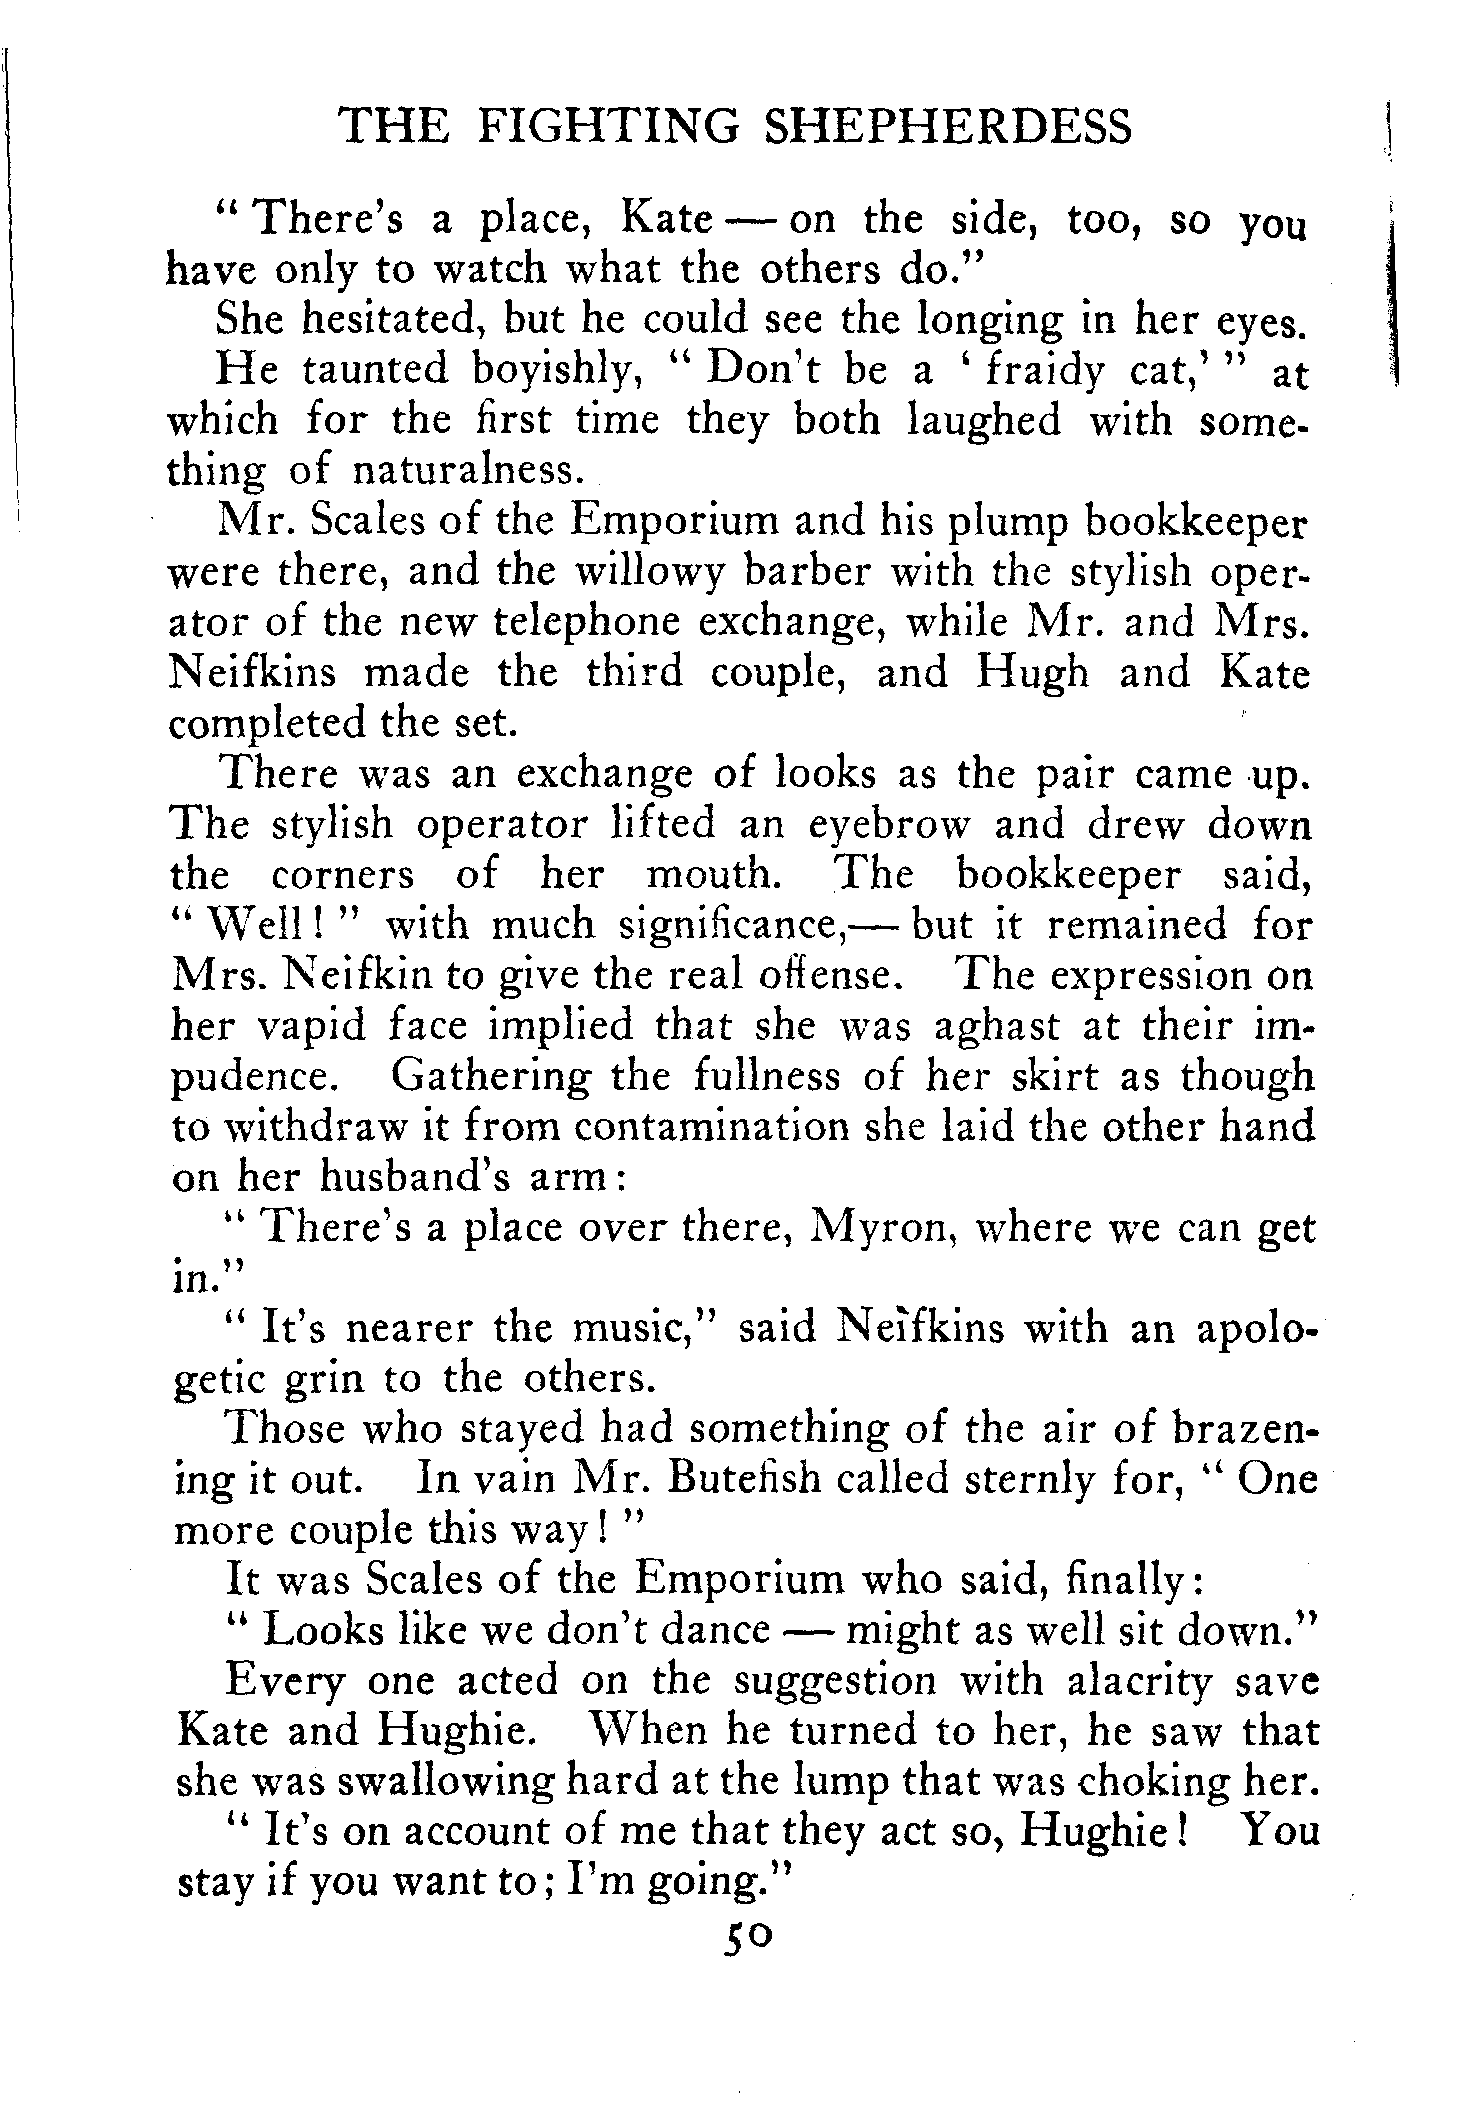 THE FIGHTING SHEPHERDESS
" There's a place, Kate — on the side, too, so you
have only to watch what the others do."
She hesitated, but he could see the longing in her eyes.
He taunted boyishly, " Don't be a ' fraidy cat,' " at
which for the first time they both laughed with some-
thing of naturalness.
Mr. Scales of the Emporium and his plump bookkeeper
were there, and the willowy barber with the stylish oper-
ator of the new telephone exchange, while Mr. and Mrs.
Neifkins made the third couple, and Hugh and Kate
completed the set.
There was an exchange of looks as the pair came up.
The stylish operator lifted an eyebrow and drew down
the corners of her mouth. The bookkeeper said,
" Well! " with much significance,— but it remained for
Mrs. Neifkin to give the real offense. The expression on
her vapid face implied that she was aghast at their im-
pudence. Gathering the fullness of her skirt as though
to withdraw it from contamination she laid the other hand
on her husband's arm:
" There's a place over there, Myron, where we can get
in."
" It's nearer the music," said Neifkins with an apolo-
getic grin to the others.
Those who stayed had something of the air of brazen-
ing it out. In vain Mr. Butefish called sternly for, " One
more couple this way! "
It was Scales of the Emporium who said, finally:
" Looks like we don't dance — might as well sit down."
Every one acted on the suggestion with alacrity save
Kate and Hughie. When he turned to her, he saw that
she was swallowing hard at the lump that was choking her.
" It's on account of me that they act so, Hughie! You
stay if you want to; I'm going."
50